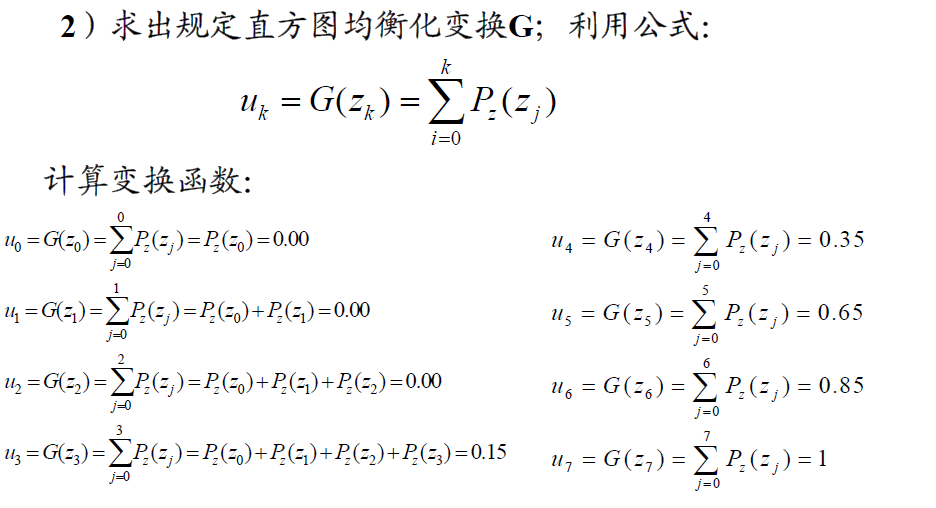 2）求出规定直方图均衡化变换G；利用公式：
u_k = G(z_k) = \sum_{i=0}^{k} P_z(z_j)
计算变换函数：
u_0 = G(z_0) = \sum_{j=0}^{0} P_z(z_j) = P_z(z_0) = 0.00
u_1 = G(z_1) = \sum_{j=0}^{1} P_z(z_j) = P_z(z_0) + P_z(z_1) = 0.00
u_2 = G(z_2) = \sum_{j=0}^{2} P_z(z_j) = P_z(z_0) + P_z(z_1) + P_z(z_2) = 0.00
u_3 = G(z_3) = \sum_{j=0}^{3} P_z(z_j) = P_z(z_0) + P_z(z_1) + P_z(z_2) + P_z(z_3) = 0.15
u_4 = G(z_4) = \sum_{j=0}^{4} P_z(z_j) = 0.35
u_5 = G(z_5) = \sum_{j=0}^{5} P_z(z_j) = 0.65
u_6 = G(z_6) = \sum_{j=0}^{6} P_z(z_j) = 0.85
u_7 = G(z_7) = \sum_{j=0}^{7} P_z(z_j) = 1